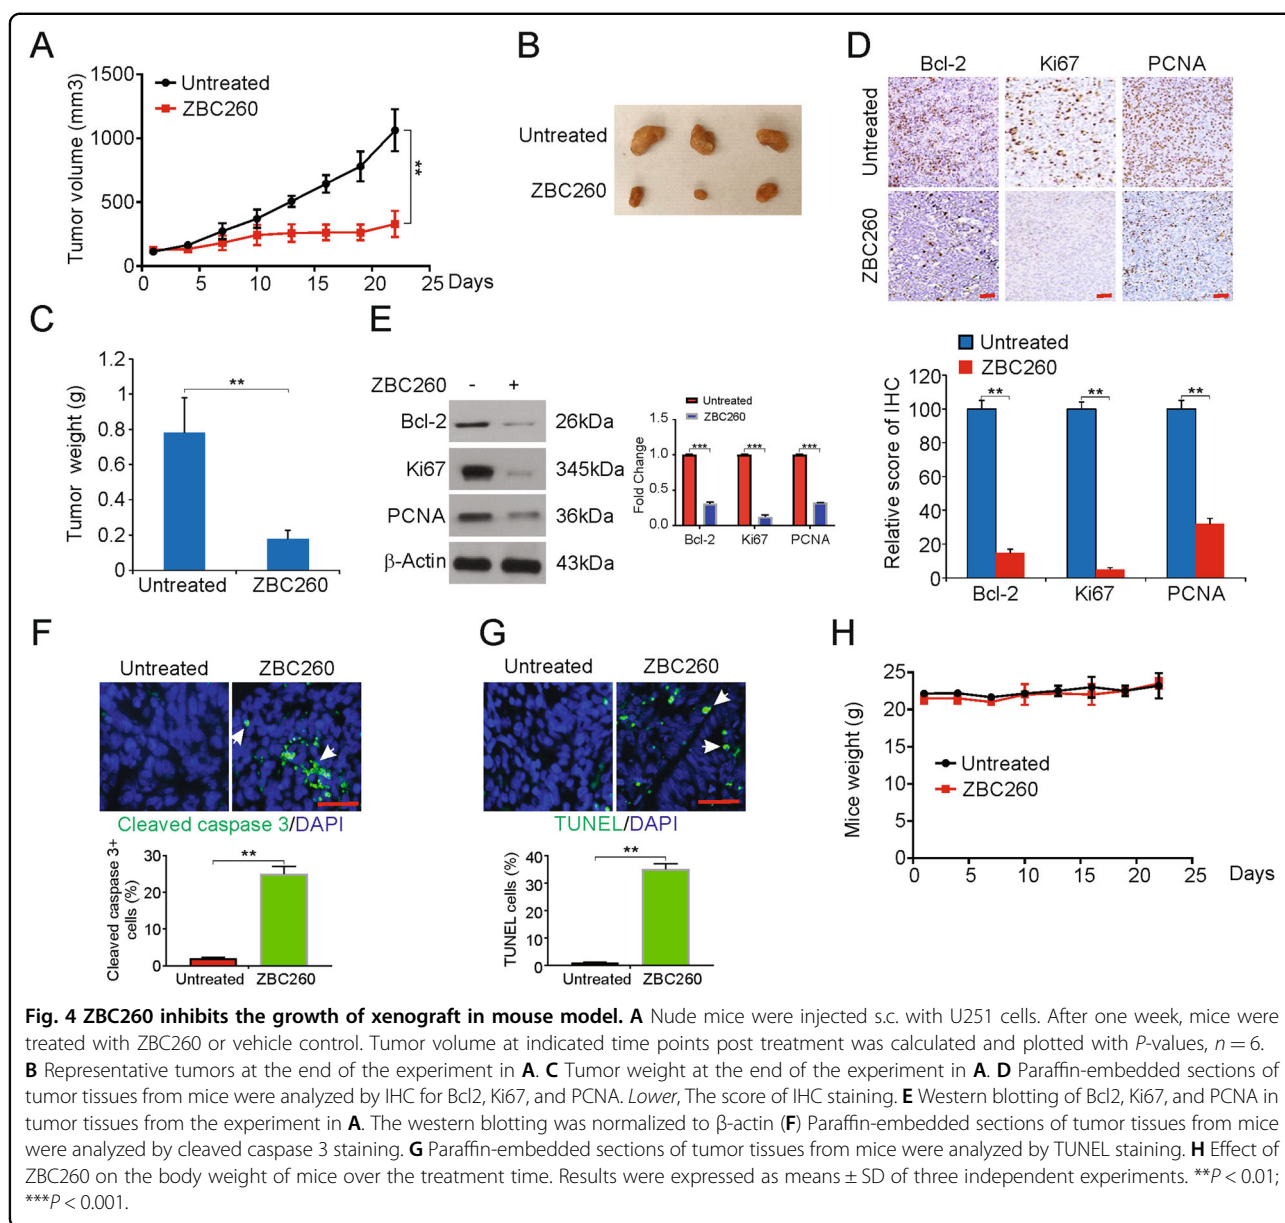 A
Tumor volume (mm3)
1500
1000
500
0
0 5 10 15 20 25 Days
Untreated
ZBC260
**
B
Untreated
ZBC260
C
Tumor weight (g)
1.2
1
0.8
0.6
0.4
0.2
0
**
Untreated ZBC260
D
Bcl-2 Ki67 PCNA
Untreated
ZBC260
Untreated
ZBC260
Relative score of IHC
120
100
80
60
40
20
0
** ** **
Bcl-2 Ki67 PCNA
E
ZBC260 - +
Bcl-2 26kDa
Ki67 345kDa
PCNA 36kDa
β-Actin 43kDa
Untreated
ZBC260
Fold Change
1.5
1.0
0.5
0.0
*** *** ***
Bcl-2 Ki67 PCNA
F
Untreated ZBC260
Cleaved caspase 3/DAPI
Cleaved caspase 3+
cells (%)
30
20
10
0
**
Untreated ZBC260
G
Untreated ZBC260
TUNEL/DAPI
TUNEL cells (%)
40
30
20
10
0
**
Untreated ZBC260
H
Mice weight (g)
25
20
15
10
5
0
Untreated
ZBC260
0 5 10 15 20 25 Days
Fig. 4 ZBC260 inhibits the growth of xenograft in mouse model. A Nude mice were injected s.c. with U251 cells. After one week, mice were
treated with ZBC260 or vehicle control. Tumor volume at indicated time points post treatment was calculated and plotted with P-values, n = 6.
B Representative tumors at the end of the experiment in A. C Tumor weight at the end of the experiment in A. D Paraffin-embedded sections of
tumor tissues from mice were analyzed by IHC for Bcl2, Ki67, and PCNA. Lower, The score of IHC staining. E Western blotting of Bcl2, Ki67, and PCNA in
tumor tissues from the experiment in A. The western blotting was normalized to β-actin (F) Paraffin-embedded sections of tumor tissues from mice
were analyzed by cleaved caspase 3 staining. G Paraffin-embedded sections of tumor tissues from mice were analyzed by TUNEL staining. H Effect of
ZBC260 on the body weight of mice over the treatment time. Results were expressed as means ± SD of three independent experiments. **P < 0.01;
***P < 0.001.